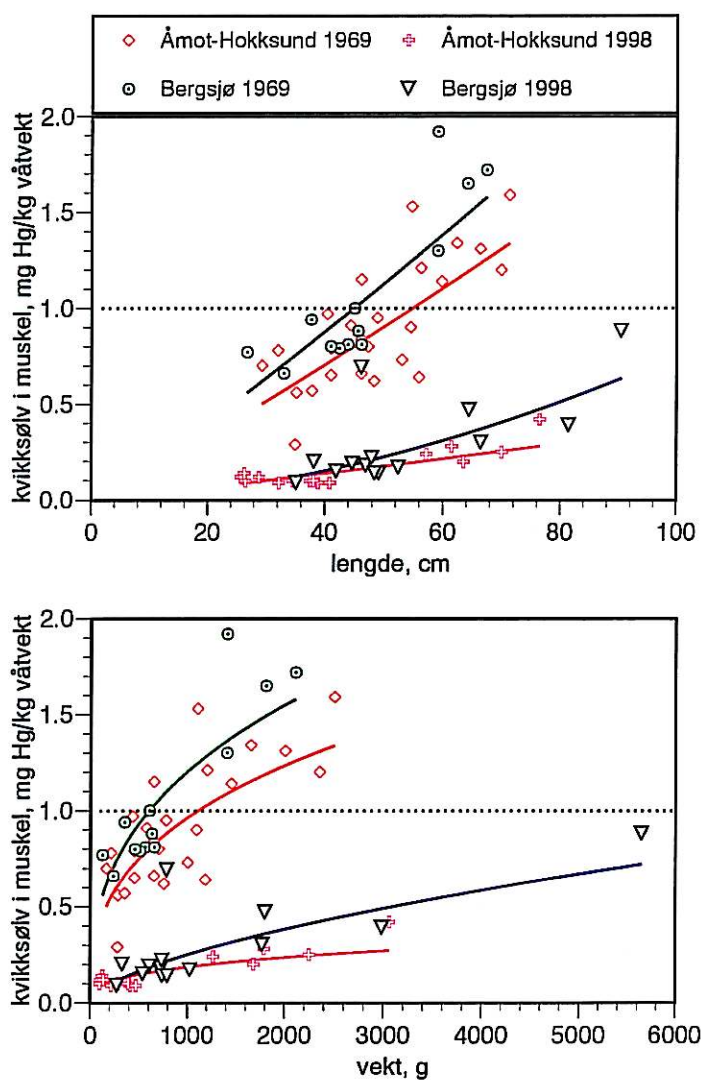 Åmot-Hokksund 1969
Åmot-Hokksund 1998
Bergsjø 1969
Bergsjø 1998
kvikksølv i muskel, mg Hg/kg våtvekt
2.0
1.5
1.0
0.5
0.0
0 20 40 60 80 100
lengde, cm
kvikksølv i muskel, mg Hg/kg våtvekt
2.0
1.5
1.0
0.5
0.0
0 1000 2000 3000 4000 5000 6000
vekt, g